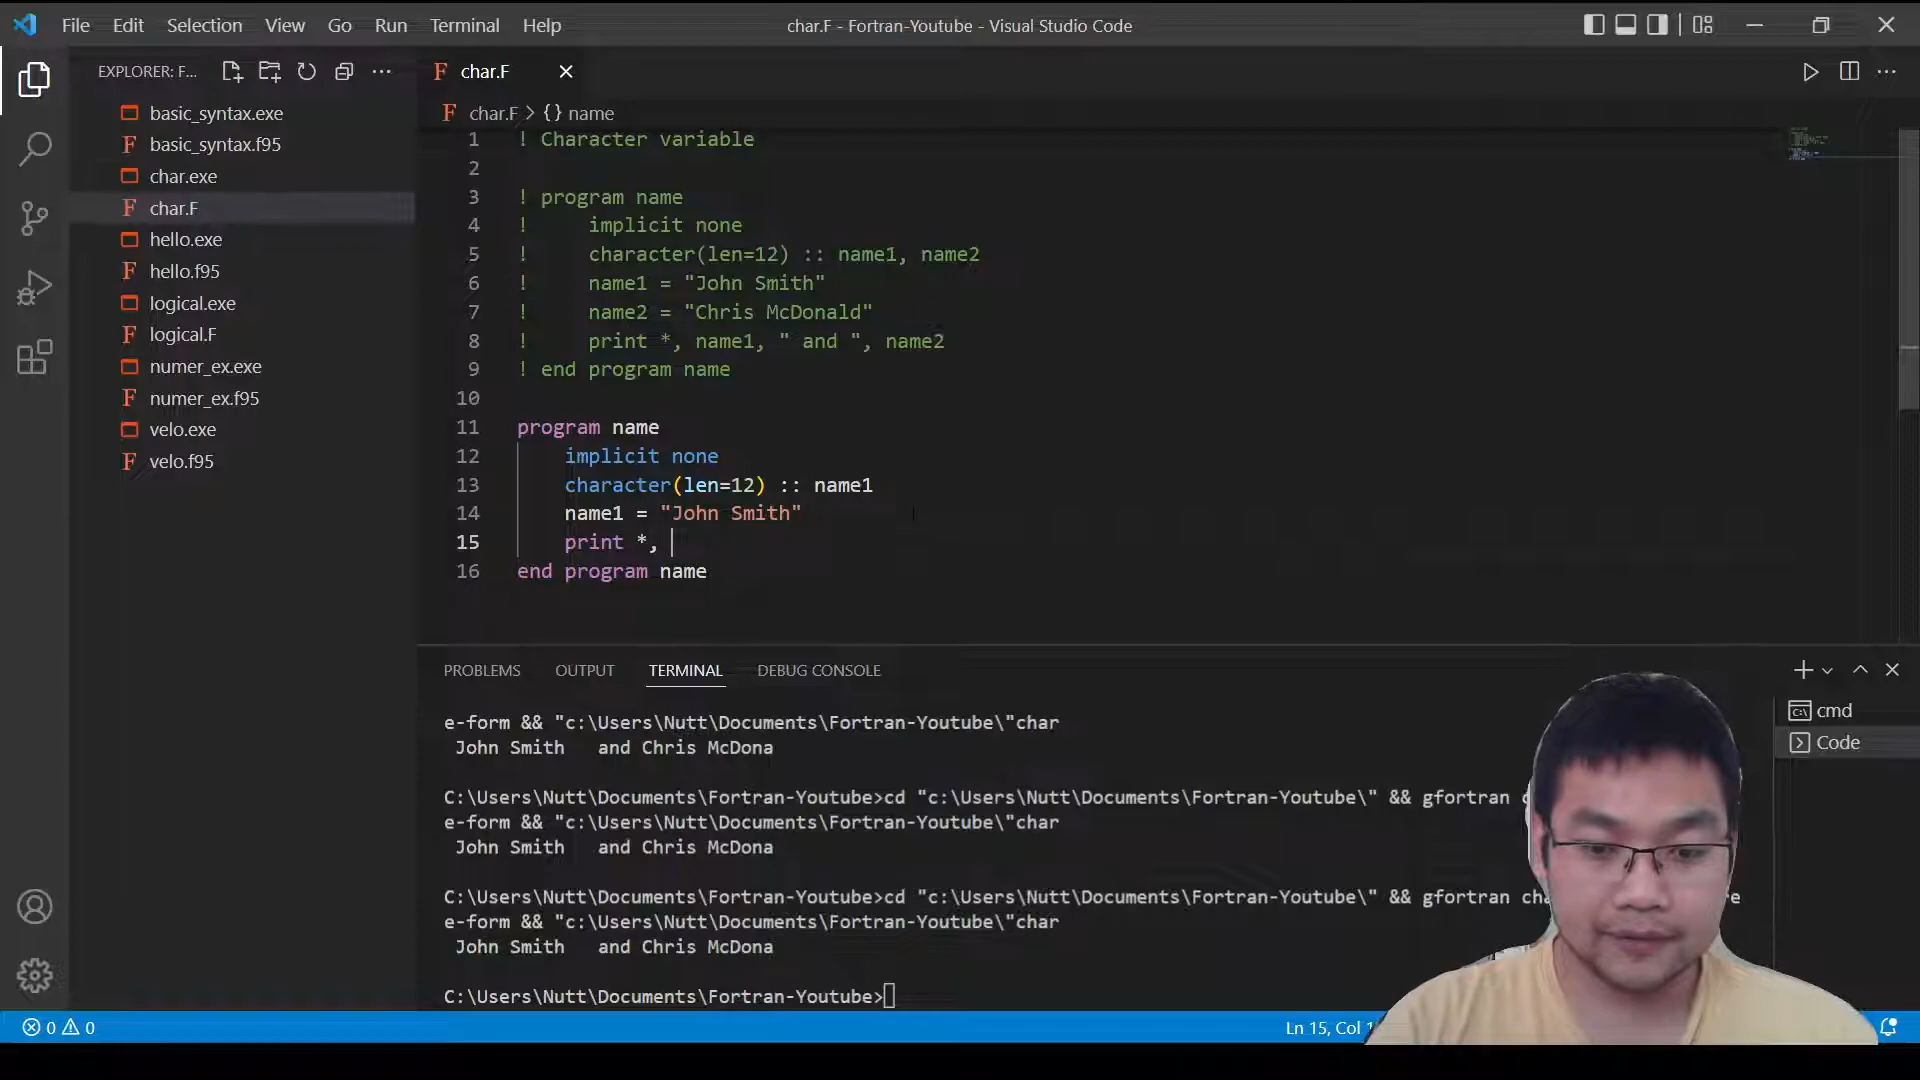 File Edit Selection View Go Run Terminal Help
char.F - Fortran-Youtube - Visual Studio Code
EXPLORER: F...
basic_syntax.exe
basic_syntax.f95
char.exe
char.F
hello.exe
hello.f95
logical.exe
logical.F
numer_ex.exe
numer_ex.f95
velo.exe
velo.f95
char.F
char.F > {} name
1 ! Character variable
2
3 ! program name
4 !     implicit none
5 !     character(len=12) :: name1, name2
6 !     name1 = "John Smith"
7 !     name2 = "Chris McDonald"
8 !     print *, name1, " and ", name2
9 ! end program name
10
11 program name
12     implicit none
13     character(len=12) :: name1
14     name1 = "John Smith"
15     print *,
16 end program name
PROBLEMS OUTPUT TERMINAL DEBUG CONSOLE
cmd
Code
e-form && "c:\Users\Nutt\Documents\Fortran-Youtube\"char
 John Smith   and Chris McDona
C:\Users\Nutt\Documents\Fortran-Youtube>cd "c:\Users\Nutt\Documents\Fortran-Youtube\" && gfortran
e-form && "c:\Users\Nutt\Documents\Fortran-Youtube\"char
 John Smith   and Chris McDona
C:\Users\Nutt\Documents\Fortran-Youtube>cd "c:\Users\Nutt\Documents\Fortran-Youtube\" && gfortran
e-form && "c:\Users\Nutt\Documents\Fortran-Youtube\"char
 John Smith   and Chris McDona
C:\Users\Nutt\Documents\Fortran-Youtube>
0 0
Ln 15, Col